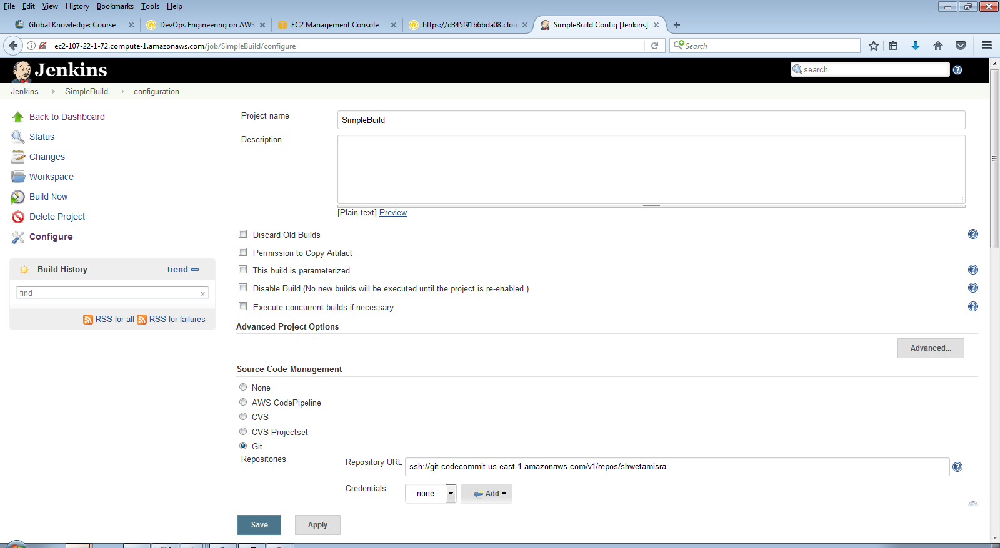 File Edit View History Bookmarks Tools Help
Global Knowledge: Course × DevOps Engineering on AWS × EC2 Management Console × https://d345f91b6bda08.clou × SimpleBuild Config [Jenkins] × +
ec2-107-22-1-72.compute-1.amazonaws.com/job/SimpleBuild/configure Search
Jenkins search
Jenkins SimpleBuild configuration
Back to Dashboard
Status
Changes
Workspace
Build Now
Delete Project
Configure
Build History trend
find x
RSS for all RSS for failures
Project name SimpleBuild
Description
[Plain text] Preview
Discard Old Builds
Permission to Copy Artifact
This build is parameterized
Disable Build (No new builds will be executed until the project is re-enabled.)
Execute concurrent builds if necessary
Advanced Project Options
Advanced...
Source Code Management
None
AWS CodePipeline
CVS
CVS Projectset
Git
Repositories
Repository URL ssh://git-codecommit.us-east-1.amazonaws.com/v1/repos/shwetamisra
Credentials - none - Add
Save Apply